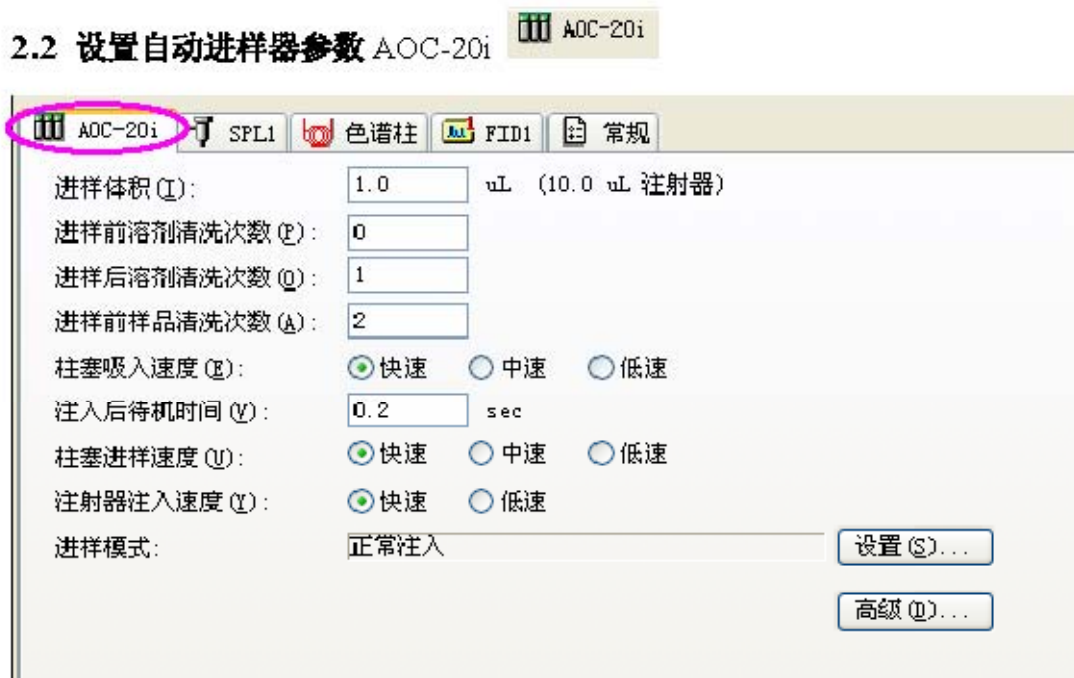 2.2 设置自动进样器参数 AOC-20i AOC-20i
AOC-20i SPL1 色谱柱 FID1 常规
进样体积(I): 1.0 uL (10.0 uL 注射器)
进样前溶剂清洗次数(P): 0
进样后溶剂清洗次数(O): 1
进样前样品清洗次数(A): 2
柱塞吸入速度(E): 快速 中速 低速
注入后待机时间(V): 0.2 sec
柱塞进样速度(U): 快速 中速 低速
注射器注入速度(Y): 快速 低速
进样模式: 正常注入 设置(S)...
高级(D)...